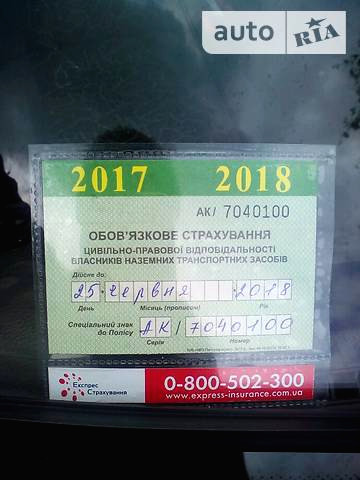 auto RIA
2017 2018
АК/ 7040100
ОБОВ'ЯЗКОВЕ СТРАХУВАННЯ
ЦИВІЛЬНО-ПРАВОВОЇ ВІДПОВІДАЛЬНОСТІ
ВЛАСНИКІВ НАЗЕМНИХ ТРАНСПОРТНИХ ЗАСОБІВ
Дійсне до:
25 червня 2018
День Місяць (прописом) Рік
Спеціальний знак АК/7040100
до Полісу Серія Номер
Експрес 0-800-502-300
Страхування www.express-insurance.com.ua